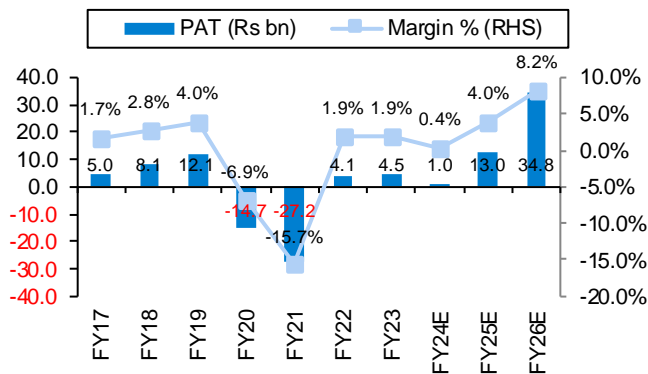 PAT (Rs bn) Margin % (RHS)
8.2%
40.0 10.0%
30.0 1.7% 2.8% 4.0% 1.9% 1.9% 0.4% 4.0% 5.0%
20.0 0.0%
10.0 5.0 8.1 12.1 -6.9% 4.1 4.5 1.0 13.0 34.8
0.0 -5.0%
-10.0 -14.7 -27.2 -10.0%
-20.0 -15.7% -15.0%
-30.0
-40.0 -20.0%
FY17 FY18 FY19 FY20 FY21 FY22 FY23 FY24E FY25E FY26E